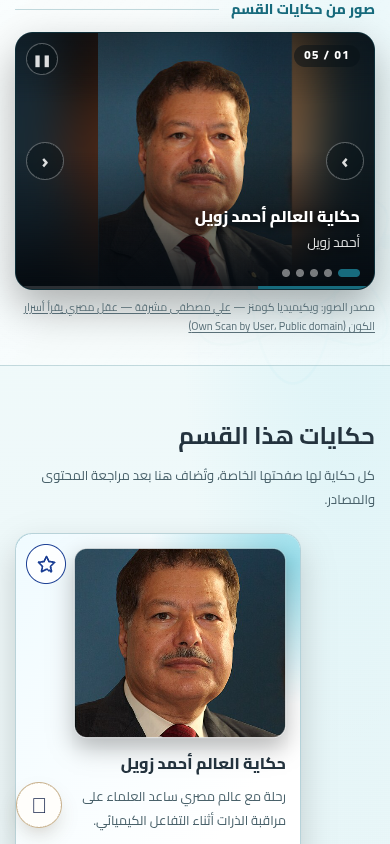 صور من حكايات القسم
05 / 01
حكاية العالم أحمد زويل
أحمد زويل
مصدر الصور: ويكيميديا كومنز — علي مصطفى مشرفة — عقل مصري يقرأ أسرار
الكون (Own Scan by User، Public domain)
حكايات هذا القسم
كل حكاية لها صفحتها الخاصة، وتُضاف هنا بعد مراجعة المحتوى
والمصادر.
حكاية العالم أحمد زويل
رحلة مع عالم مصري ساعد العلماء على
مراقبة الذرات أثناء التفاعل الكيميائي.